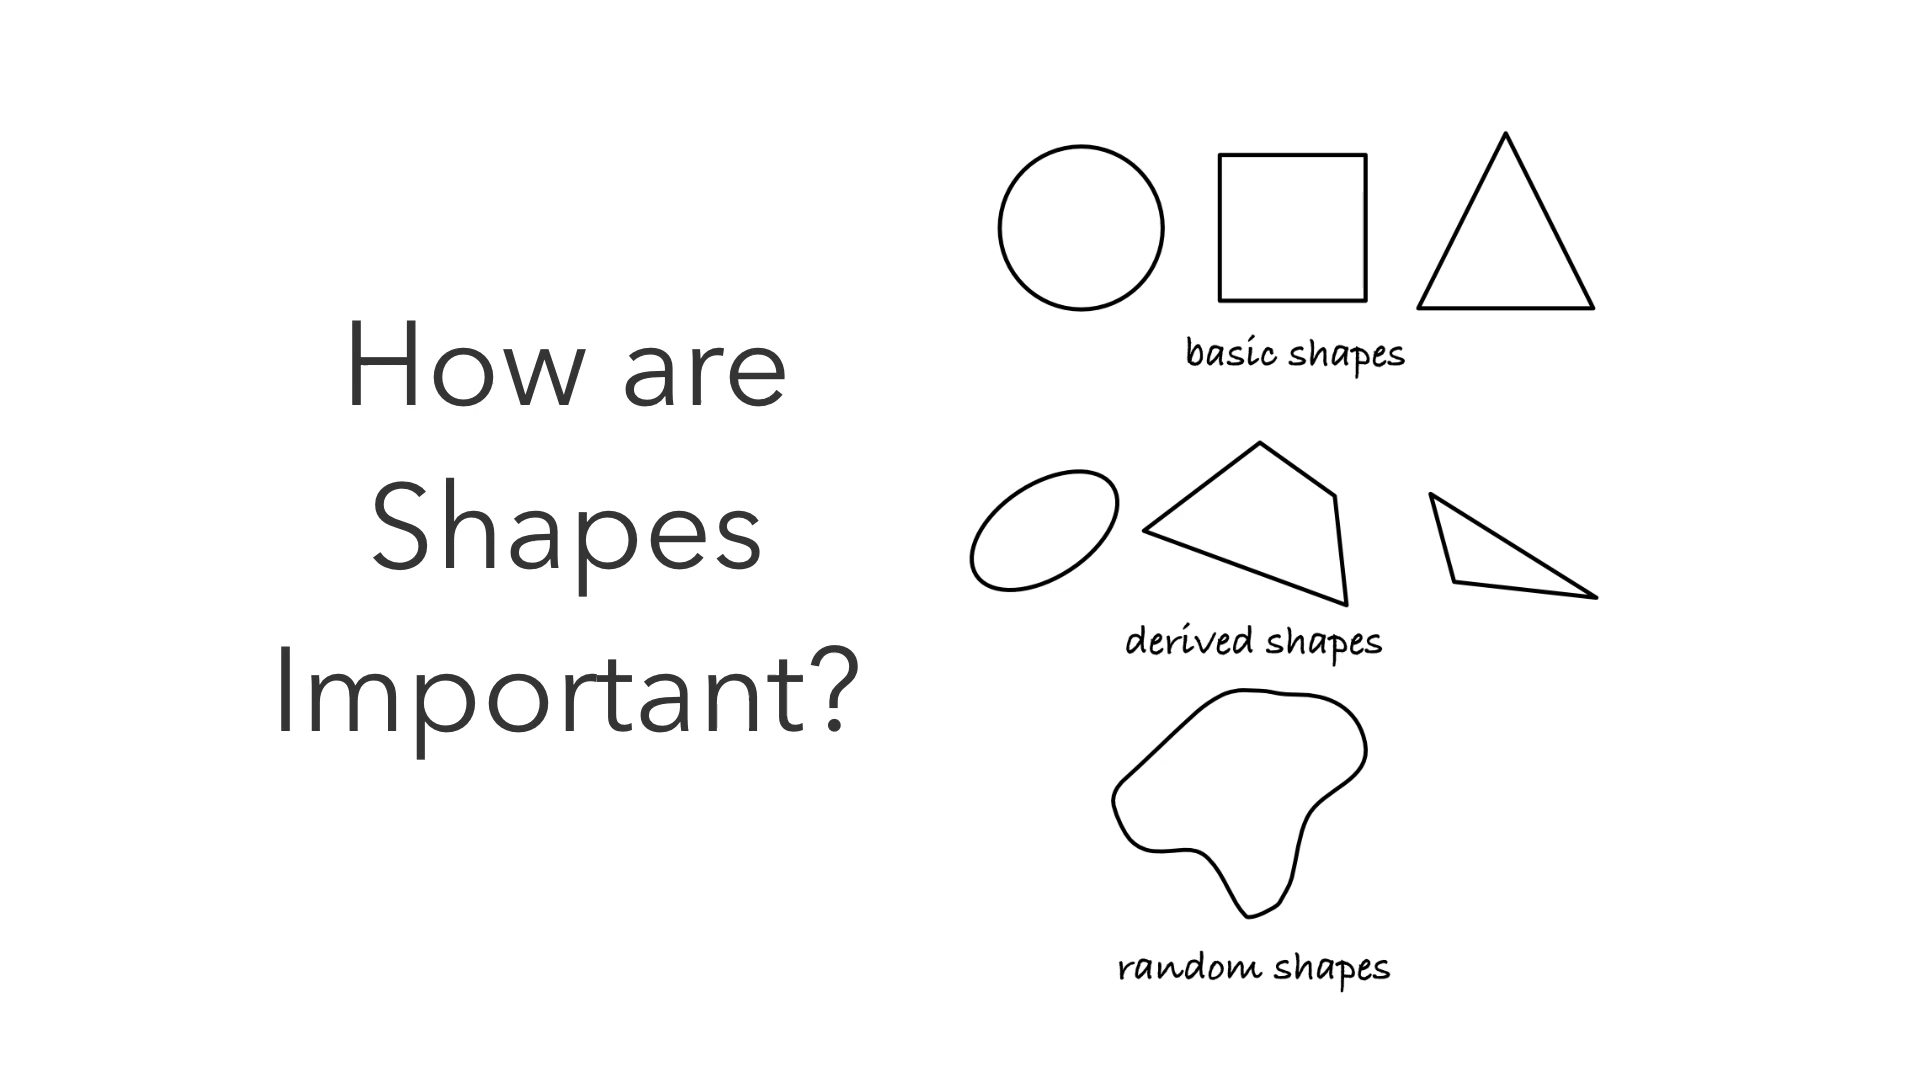 How are
Shapes
Important?
basic shapes
derived shapes
random shapes